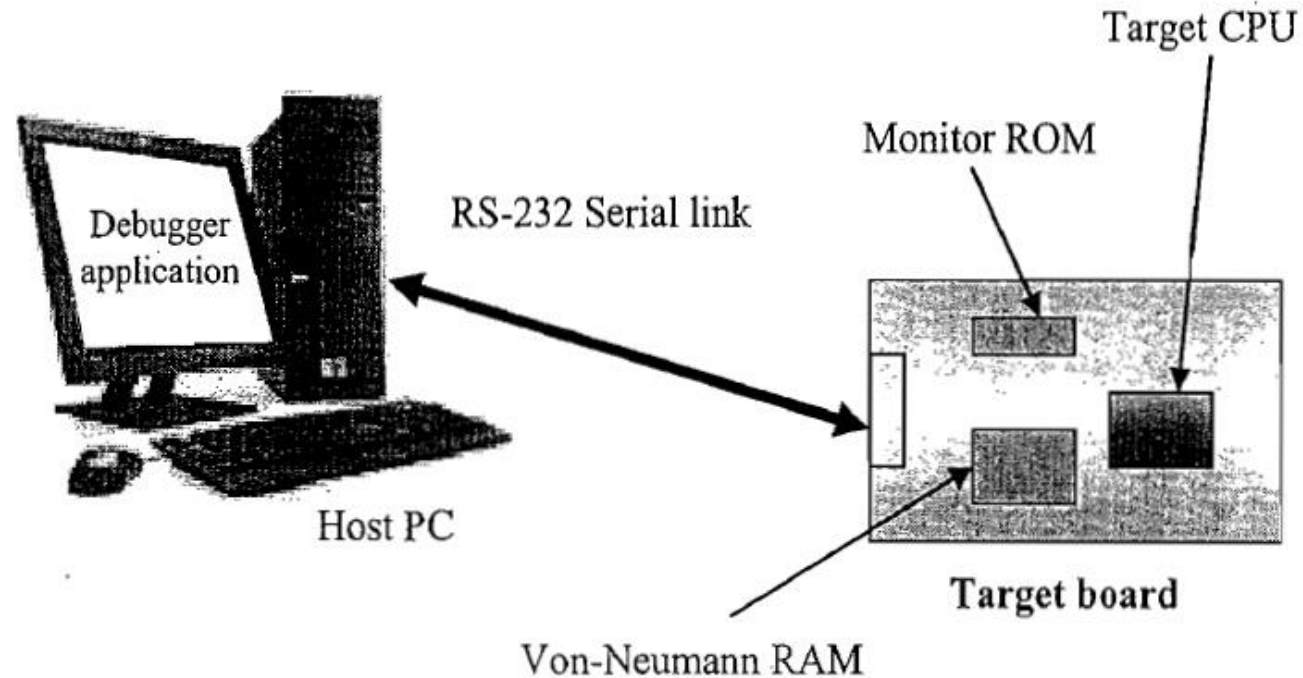 Target CPU
Monitor ROM
RS-232 Serial link
Debugger
application
Host PC
Target board
Von-Neumann RAM